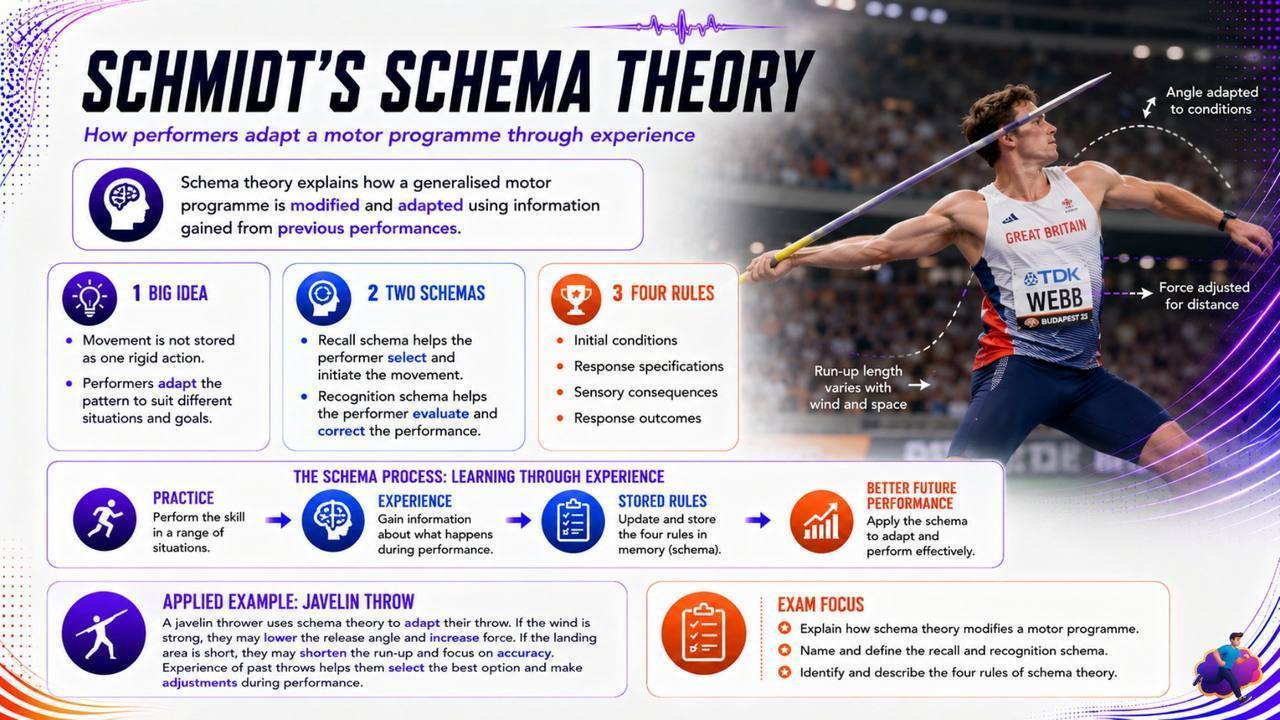 SCHMIDT'S SCHEMA THEORY
How performers adapt a motor programme through experience
Schema theory explains how a generalised motor
programme is modified and adapted using information
gained from previous performances.
1 BIG IDEA
Movement is not stored
as one rigid action.
Performers adapt the
pattern to suit different
situations and goals.
2 TWO SCHEMAS
Recall schema helps the
performer select and
initiate the movement.
Recognition schema helps
the performer evaluate and
correct the performance.
3 FOUR RULES
Initial conditions
Response specifications
Sensory consequences
Response outcomes
Angle adapted
to conditions
Force adjusted
for distance
Run-up length
varies with
wind and space
GREAT BRITAIN
TDK
WEBB
BUDAPEST 23
THE SCHEMA PROCESS: LEARNING THROUGH EXPERIENCE
PRACTICE
Perform the skill
in a range of
situations.
EXPERIENCE
Gain information
about what happens
during performance.
STORED RULES
Update and store
the four rules in
memory (schema).
BETTER FUTURE
PERFORMANCE
Apply the schema
to adapt and
perform effectively.
APPLIED EXAMPLE: JAVELIN THROW
A javelin thrower uses schema theory to adapt their throw. If the wind is
strong, they may lower the release angle and increase force. If the landing
area is short, they may shorten the run-up and focus on accuracy.
Experience of past throws helps them select the best option and make
adjustments during performance.
EXAM FOCUS
Explain how schema theory modifies a motor programme.
Name and define the recall and recognition schema.
Identify and describe the four rules of schema theory.